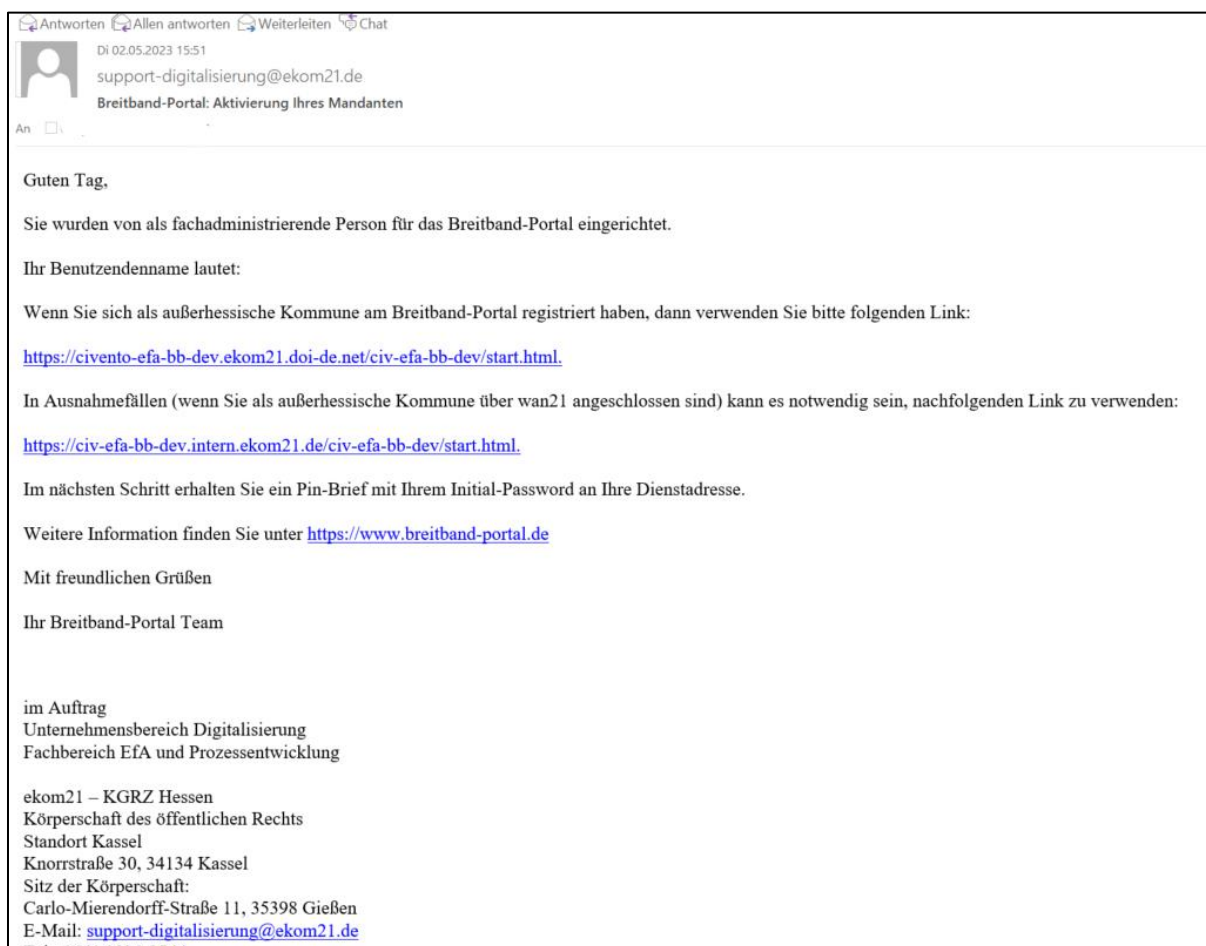 Antworten Allen antworten Weiterleiten Chat
Di 02.05.2023 15:51
support-digitalisierung@ekom21.de
Breitband-Portal: Aktivierung Ihres Mandanten
An
Guten Tag,
Sie wurden von als fachadministrierende Person für das Breitband-Portal eingerichtet.
Ihr Benutzendenname lautet:
Wenn Sie sich als außerhessische Kommune am Breitband-Portal registriert haben, dann verwenden Sie bitte folgenden Link:
https://civento-efa-bb-dev.ekom21.doi-de.net/civ-efa-bb-dev/start.html.
In Ausnahmefällen (wenn Sie als außerhessische Kommune über wan21 angeschlossen sind) kann es notwendig sein, nachfolgenden Link zu verwenden:
https://civ-efa-bb-dev.intern.ekom21.de/civ-efa-bb-dev/start.html.
Im nächsten Schritt erhalten Sie ein Pin-Brief mit Ihrem Initial-Password an Ihre Dienstadresse.
Weitere Information finden Sie unter https://www.breitband-portal.de
Mit freundlichen Grüßen
Ihr Breitband-Portal Team
im Auftrag
Unternehmensbereich Digitalisierung
Fachbereich EfA und Prozessentwicklung
ekom21 – KGRZ Hessen
Körperschaft des öffentlichen Rechts
Standort Kassel
Knorrstraße 30, 34134 Kassel
Sitz der Körperschaft:
Carlo-Mierendorff-Straße 11, 35398 Gießen
E-Mail: support-digitalisierung@ekom21.de